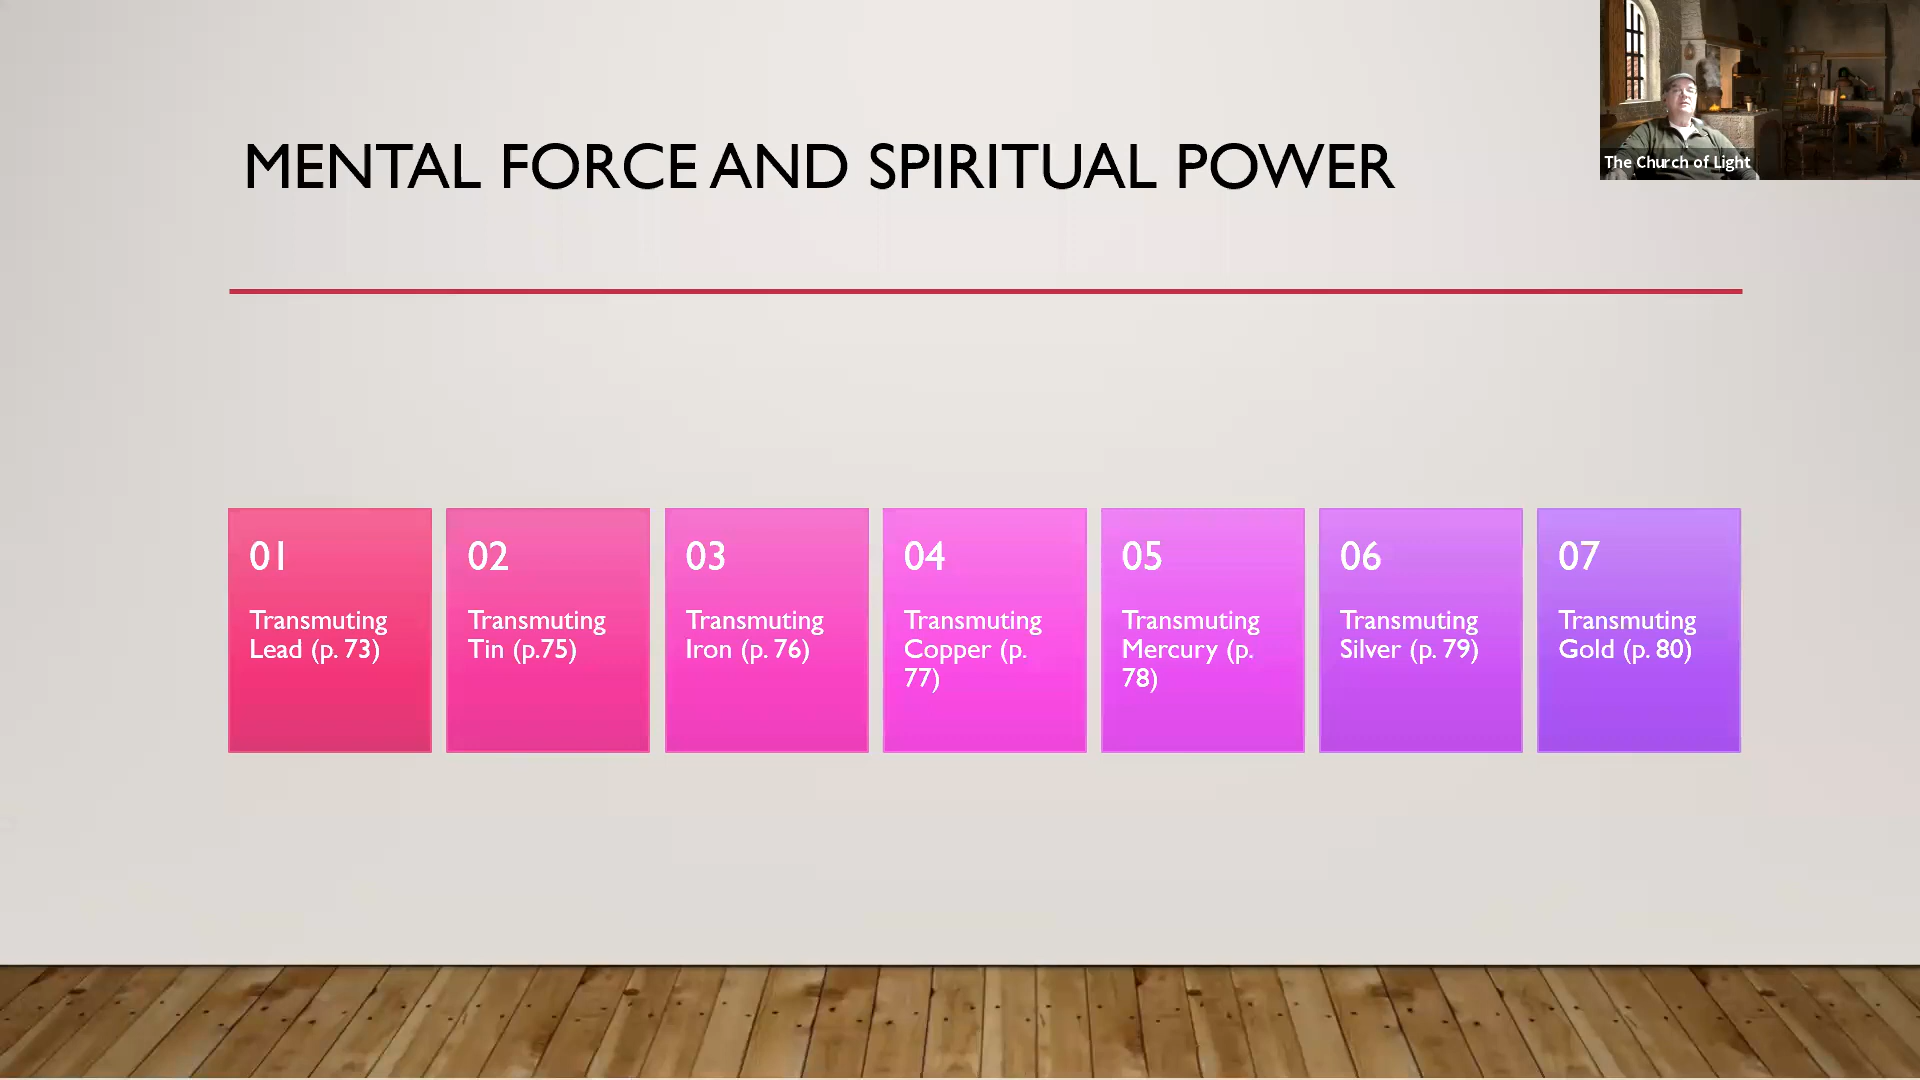 MENTAL FORCE AND SPIRITUAL POWER
The Church of Light
01
Transmuting
Lead (p. 73)
02
Transmuting
Tin (p.75)
03
Transmuting
Iron (p. 76)
04
Transmuting
Copper (p.
77)
05
Transmuting
Mercury (p.
78)
06
Transmuting
Silver (p. 79)
07
Transmuting
Gold (p. 80)